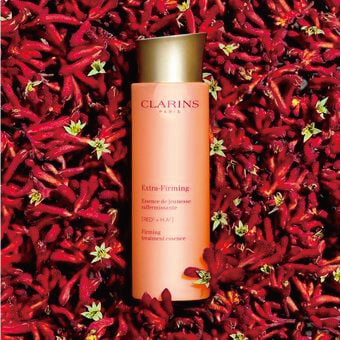 CLARINS
PARIS
Extra-Firming
Essence de jeunesse
raffermissante
Firming
treatment essence